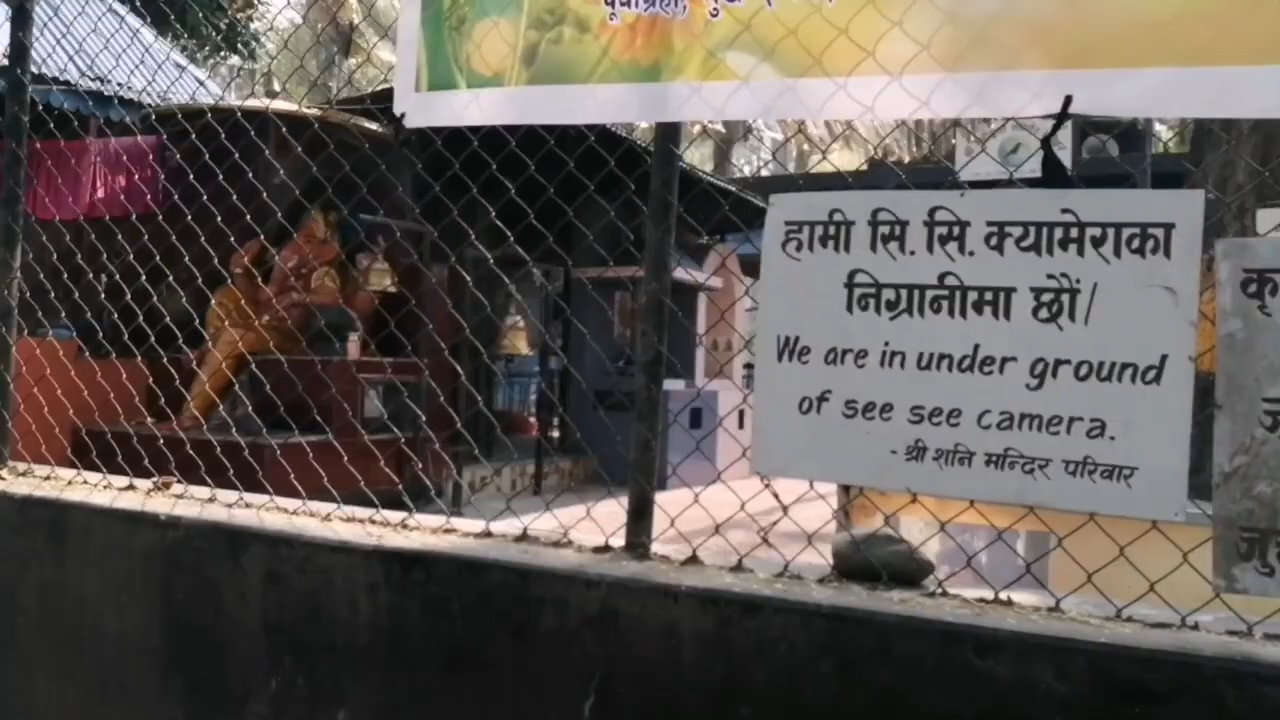 हामी सि. सि. क्यामेराका
निग्रानीमा छौं।
We are in under ground
of see see camera.
- श्री शनि मन्दिर परिवार
कृ